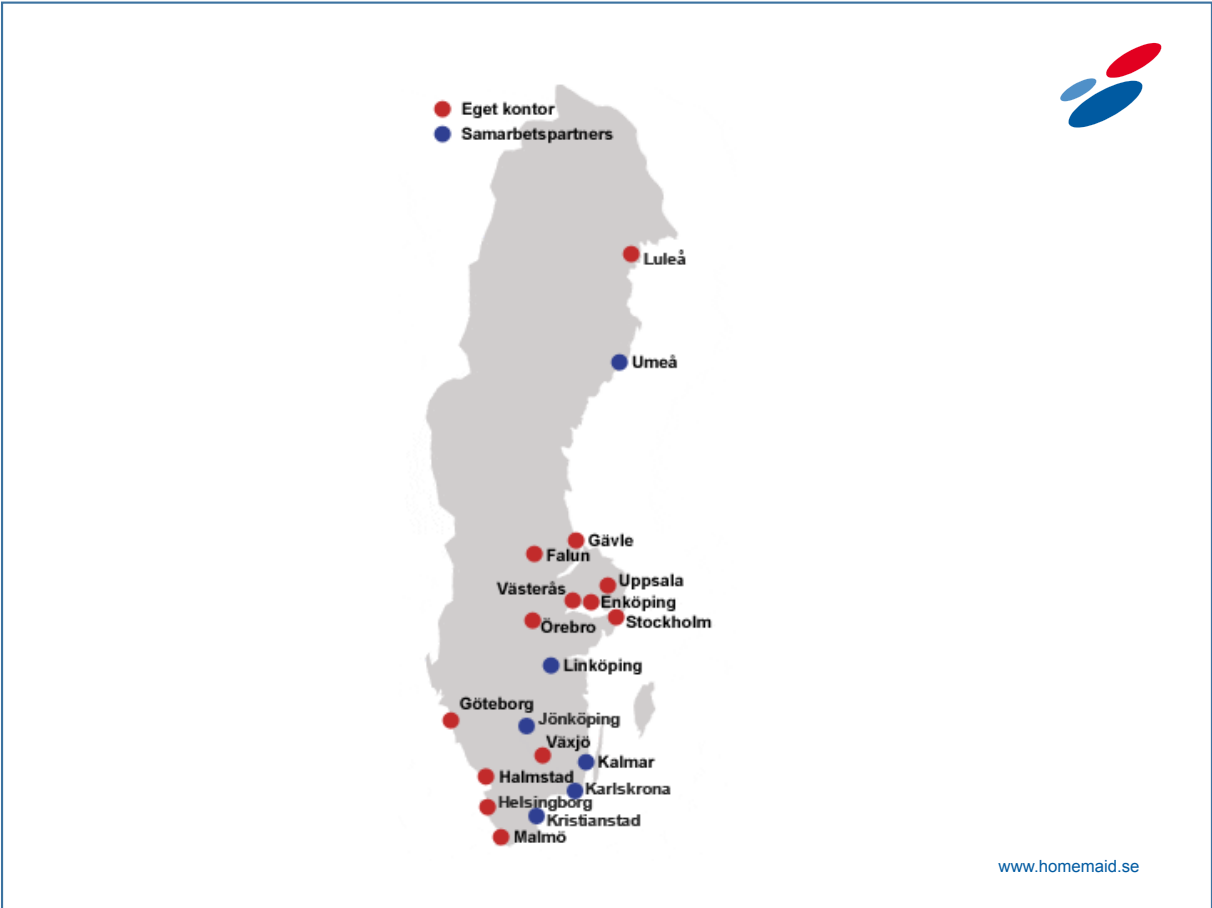 Eget kontor
Samarbetspartners
Luleå
Umeå
Gävle
Falun
Uppsala
Västerås
Enköping
Stockholm
Örebro
Linköping
Göteborg
Jönköping
Växjö
Kalmar
Halmstad
Karlskrona
Helsingborg
Kristianstad
Malmö
www.homemaid.se